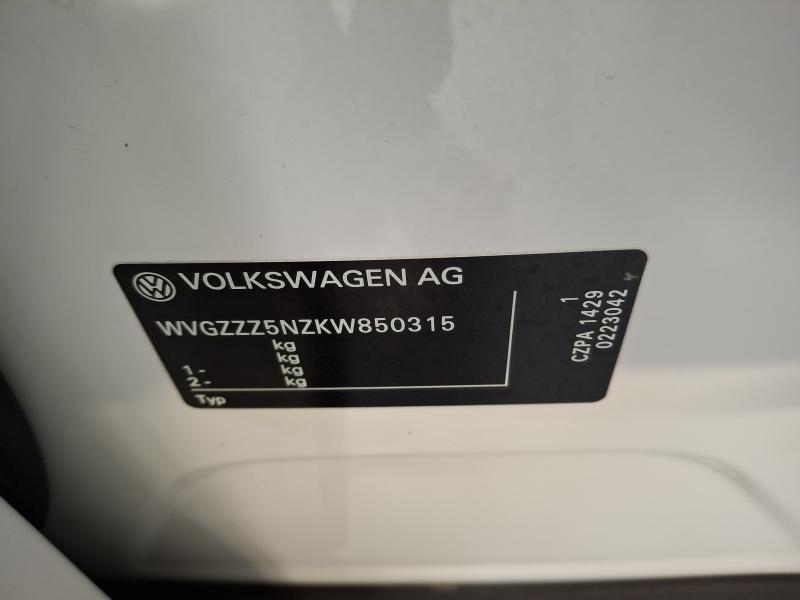 VOLKSWAGEN AG
WVGZZZ5NZKW850315
kg
kg
1 - kg
2 - kg
Typ
1
CZPA 1429
0223042